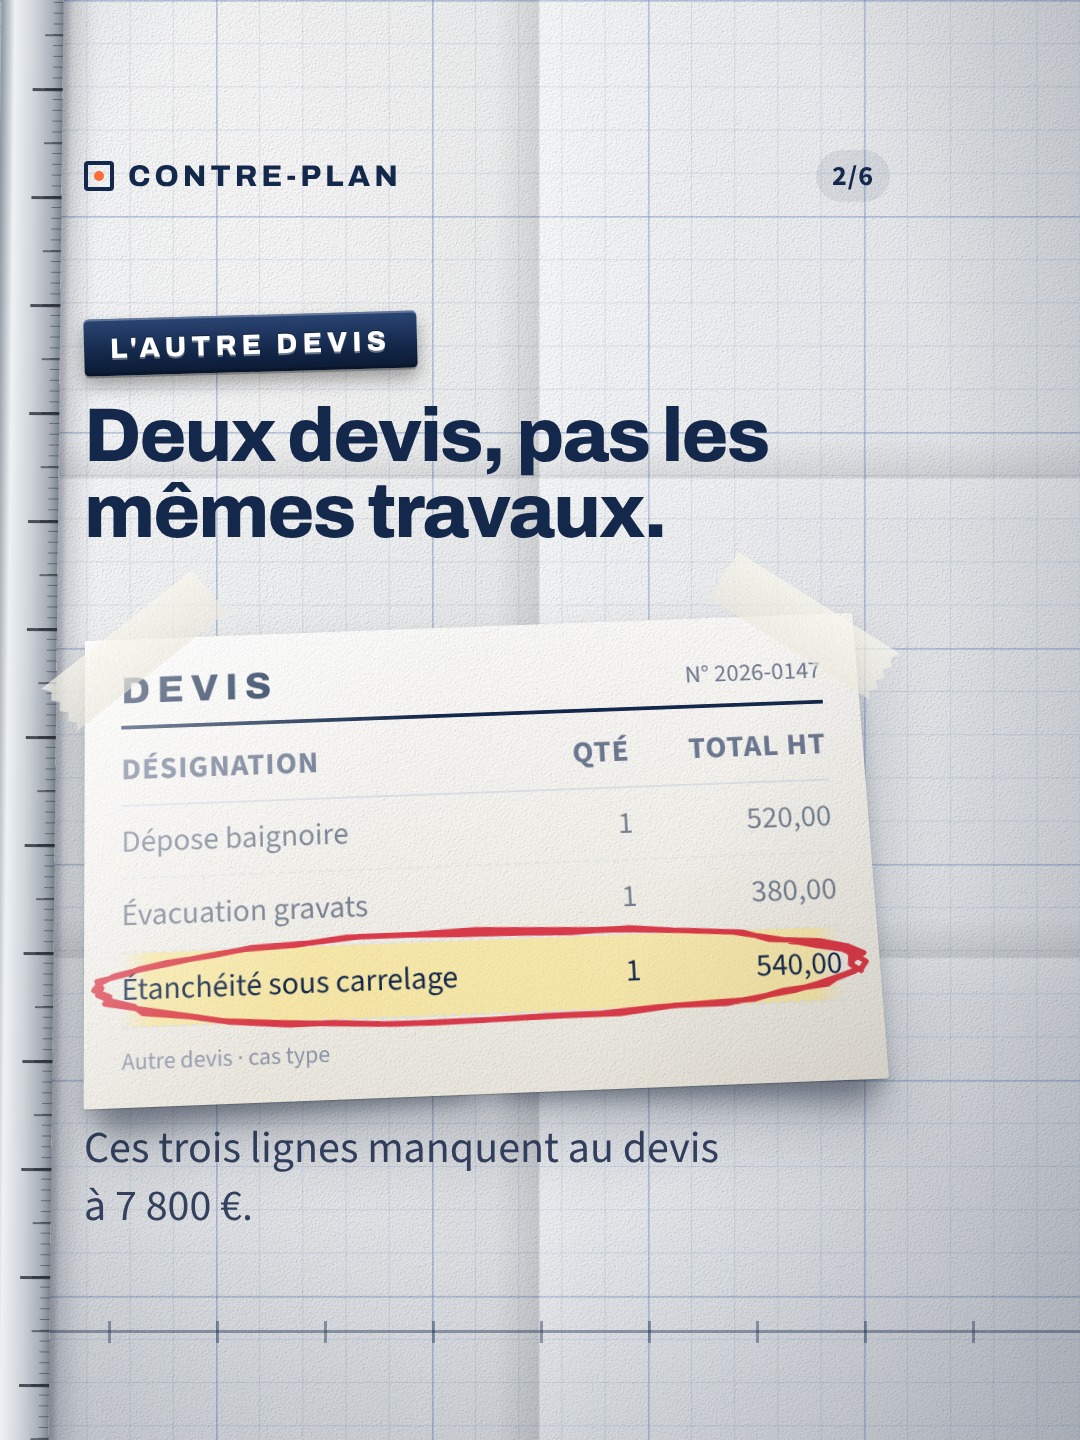 CONTRE-PLAN
2/6
L'AUTRE DEVIS
Deux devis, pas les
mêmes travaux.
DEVIS
N° 2026-0147
DÉSIGNATION QTÉ TOTAL HT
Dépose baignoire 1 520,00
Évacuation gravats 1 380,00
Étanchéité sous carrelage 1 540,00
Autre devis · cas type
Ces trois lignes manquent au devis
à 7 800 €.